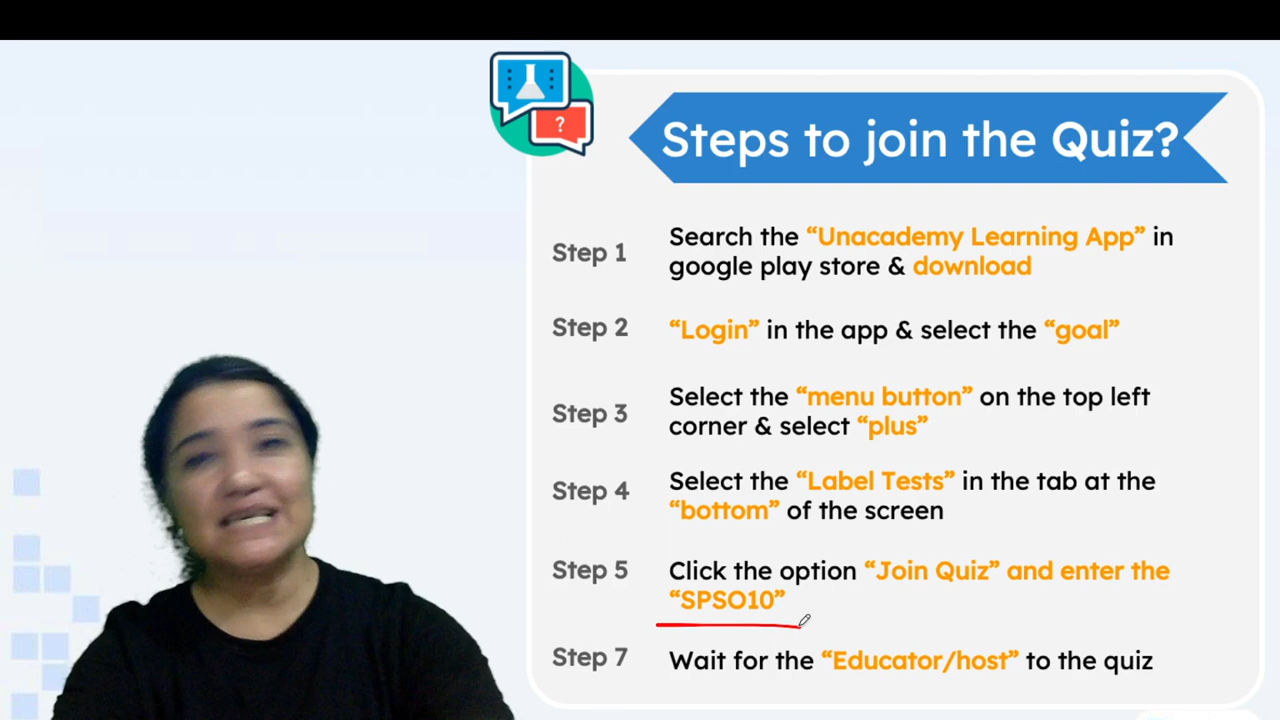 ?
Steps to join the Quiz?
Step 1
Search the “Unacademy Learning App” in
google play store & download
Step 2
“Login” in the app & select the “goal”
Step 3
Select the “menu button” on the top left
corner & select “plus”
Step 4
Select the “Label Tests” in the tab at the
“bottom” of the screen
Step 5
Click the option “Join Quiz” and enter the
“SPSO10”
Step 7
Wait for the “Educator/host” to the quiz